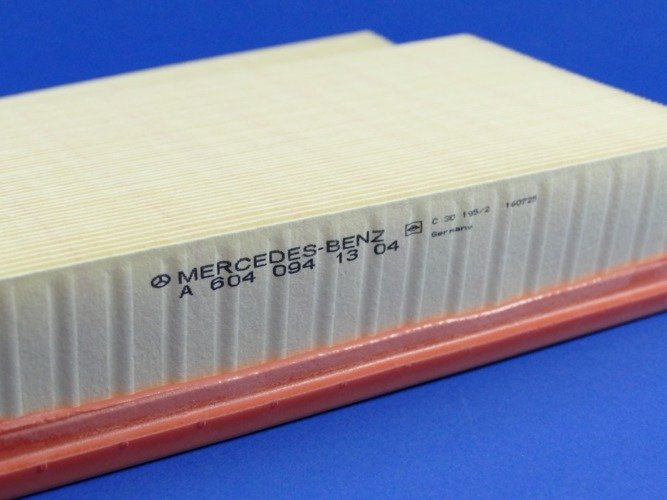 MERCEDES-BENZ
A 604 094 13 04
C 30 195/2 160725
Germany